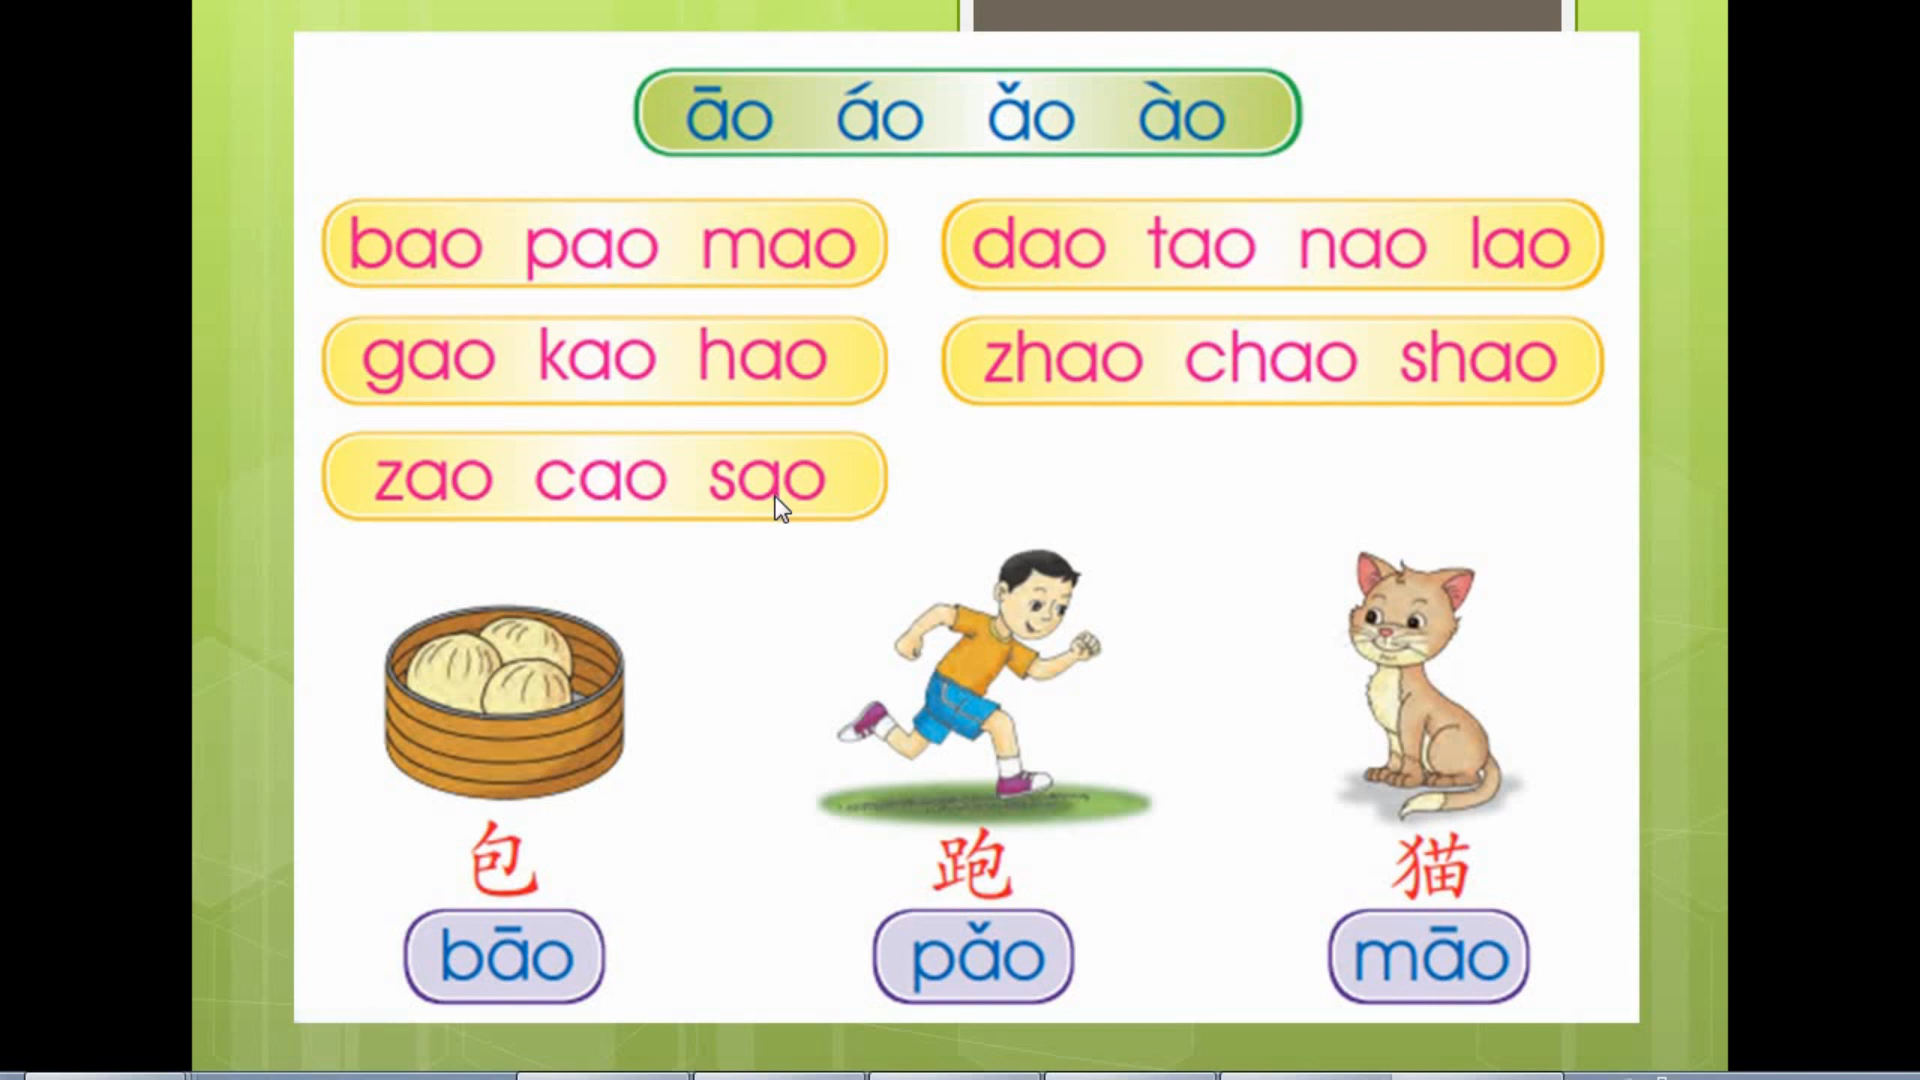 āo áo ǎo ào
bao pao mao
dao tao nao lao
gao kao hao
zhao chao shao
zao cao sao
包 跑 猫
bāo pǎo māo